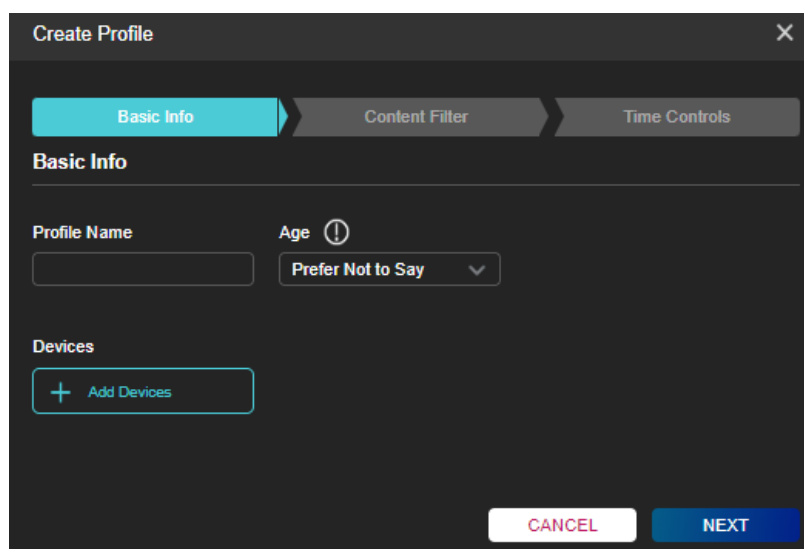 Create Profile
Basic Info Content Filter Time Controls
Basic Info
Profile Name Age
Prefer Not to Say
Devices
+ Add Devices
CANCEL NEXT